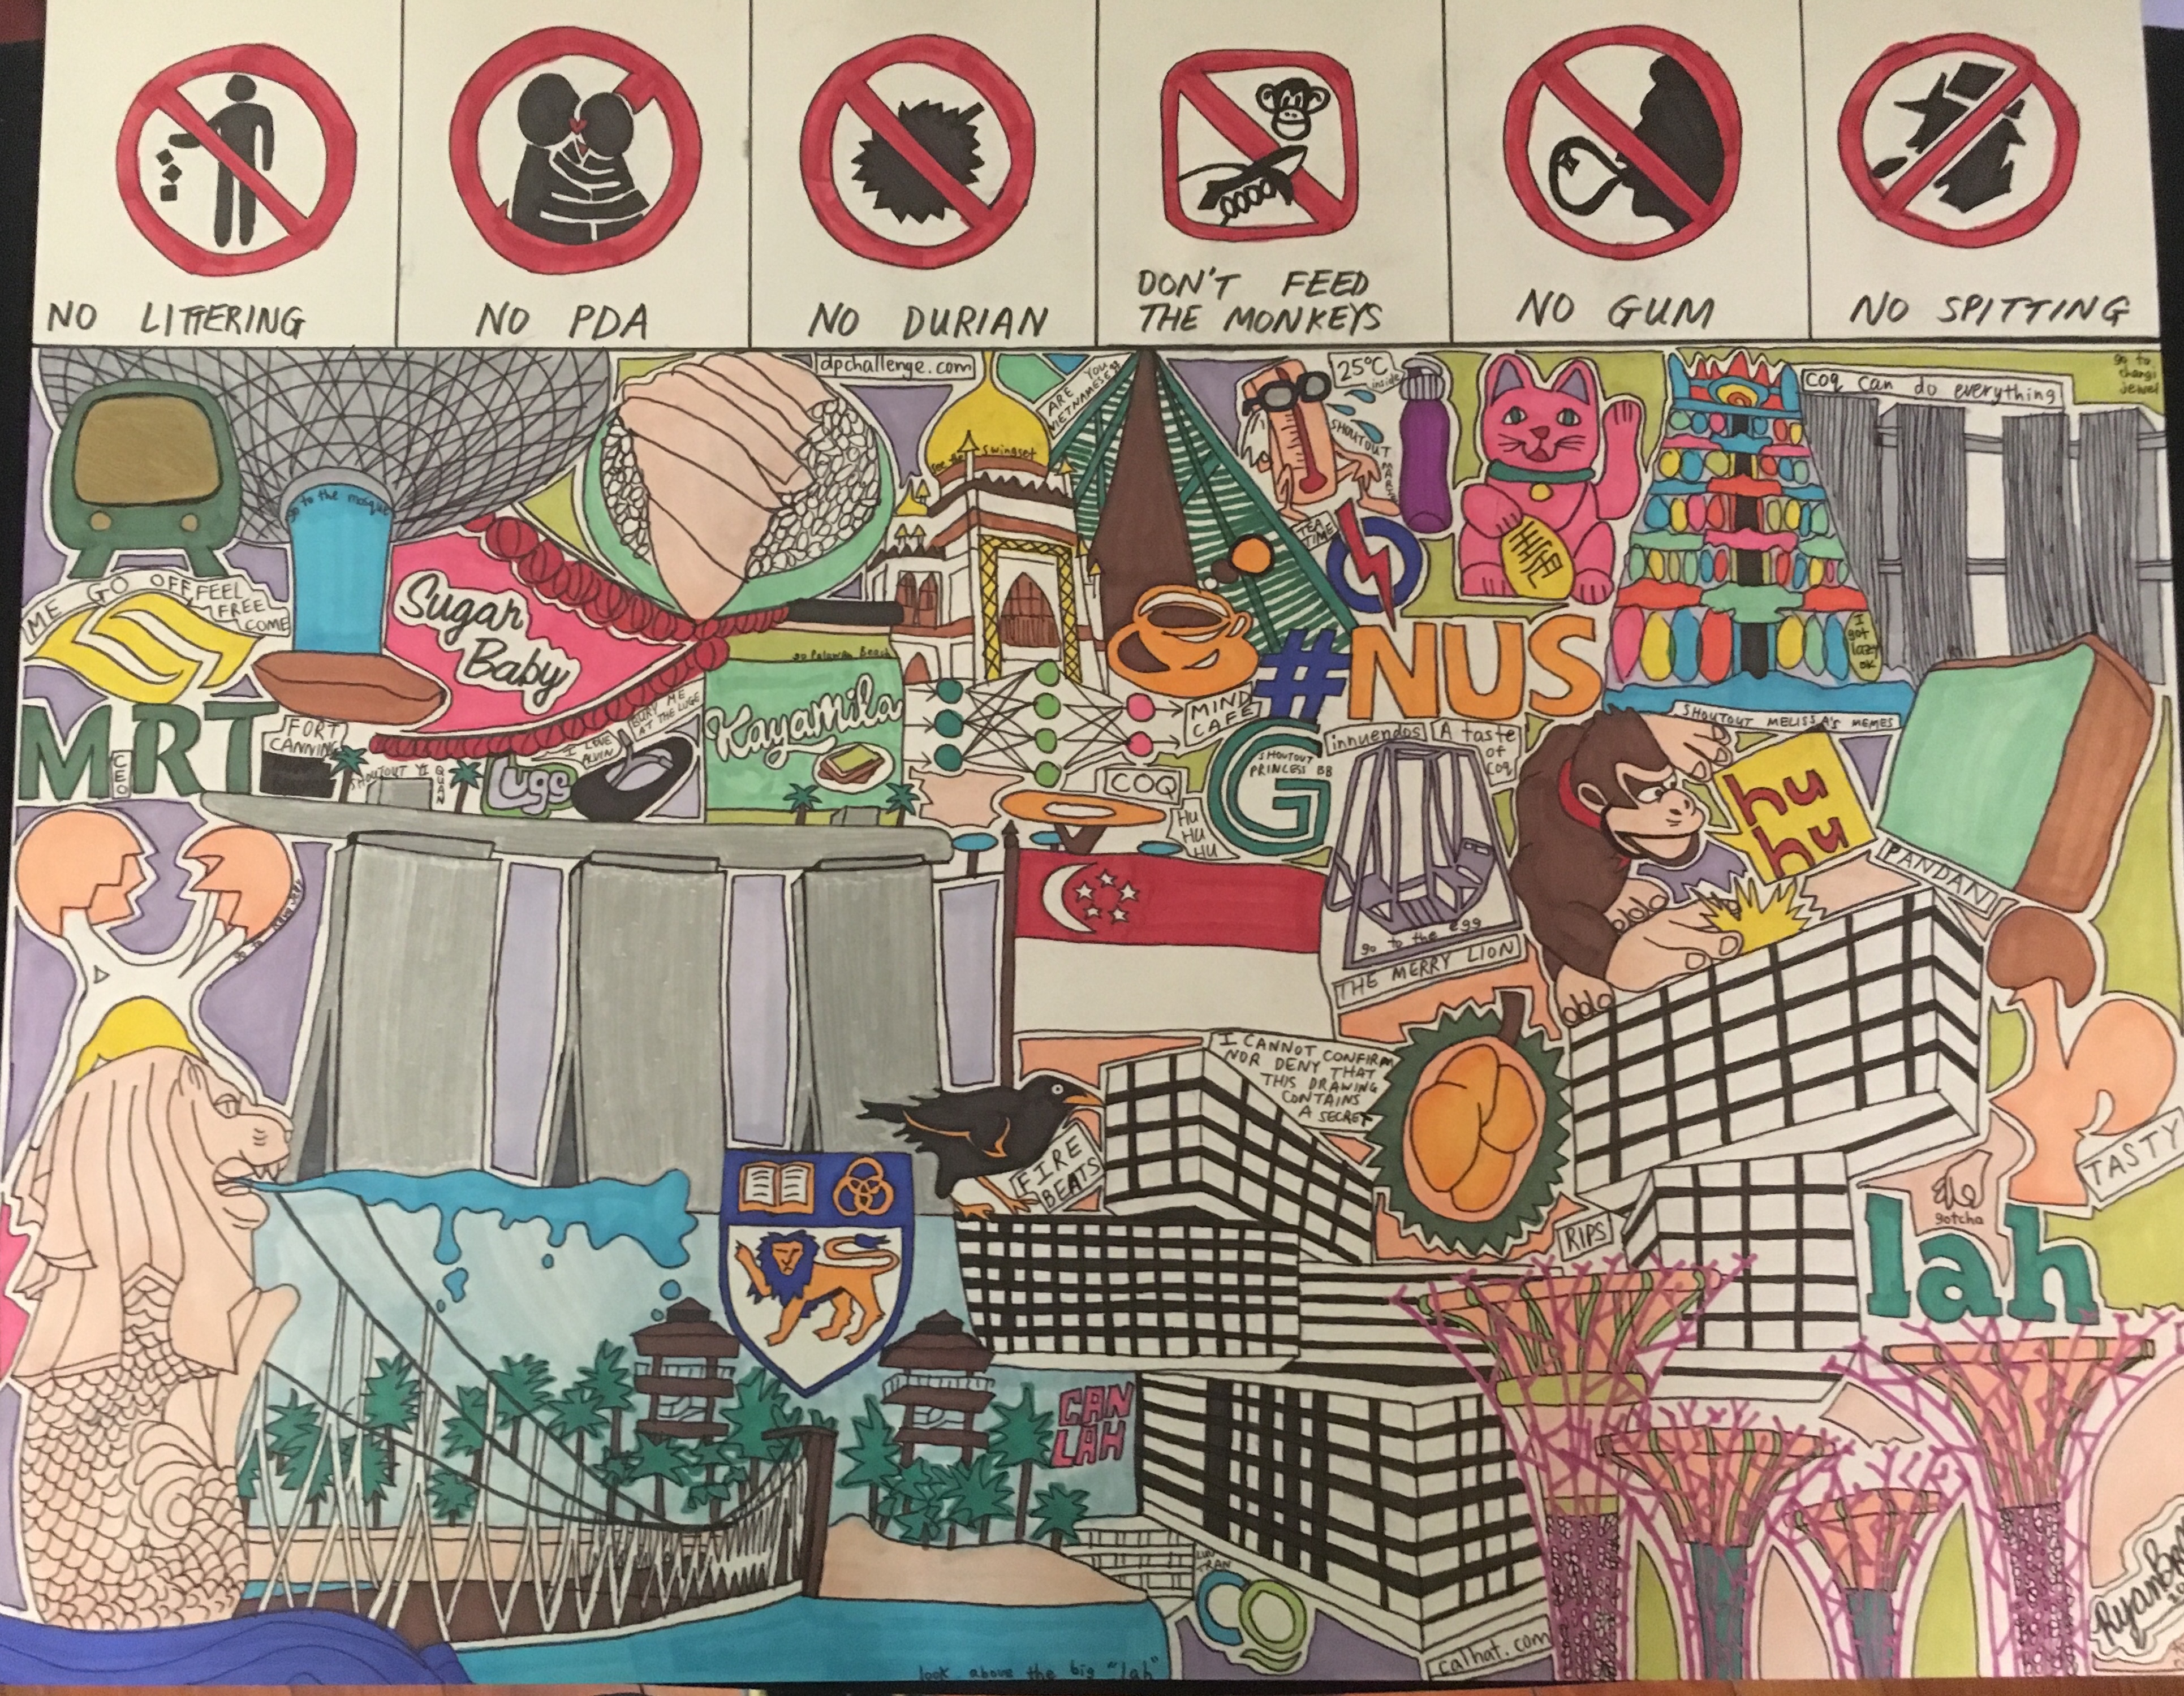 NO LITTERING
NO PDA
NO DURIAN
DON'T FEED
THE MONKEYS
NO GUM
NO SPITTING
dpchallenge.com
ARE YOU
VIETNAMESE?
25°C
inside
SHOUTOUT
coq can do everything
go to
changi
jewel
see the swingset
go to the mosque
TEA
TIME
ME GO OFF
FEEL
FREE
COME
Sugar
Baby
#NUS
I
got
lazy
ok
MRT
CEO
FORT
CANNING
SHOUTOUT YI
QUAN
I LOVE
ALVIN
BURY ME
AT THE LUGE
Luge
go Palawan Beach
Kayamila
MIND
CAFE
COQ
HU
HU
HU
G
SHOUTOUT
PRINCESS BB
innuendos
A taste
of
coq
SHOUTOUT MELISSA'S MEMES
hu
hu
PANDAN
go to the egg
THE MERRY LION
I CANNOT CONFIRM
NOR DENY THAT
THIS DRAWING
CONTAINS
A SECRET
FIRE
BEATS
RIPS
TASTY
gotcha
lah
CAN
LAH
calhat.com
look above the big "lah"